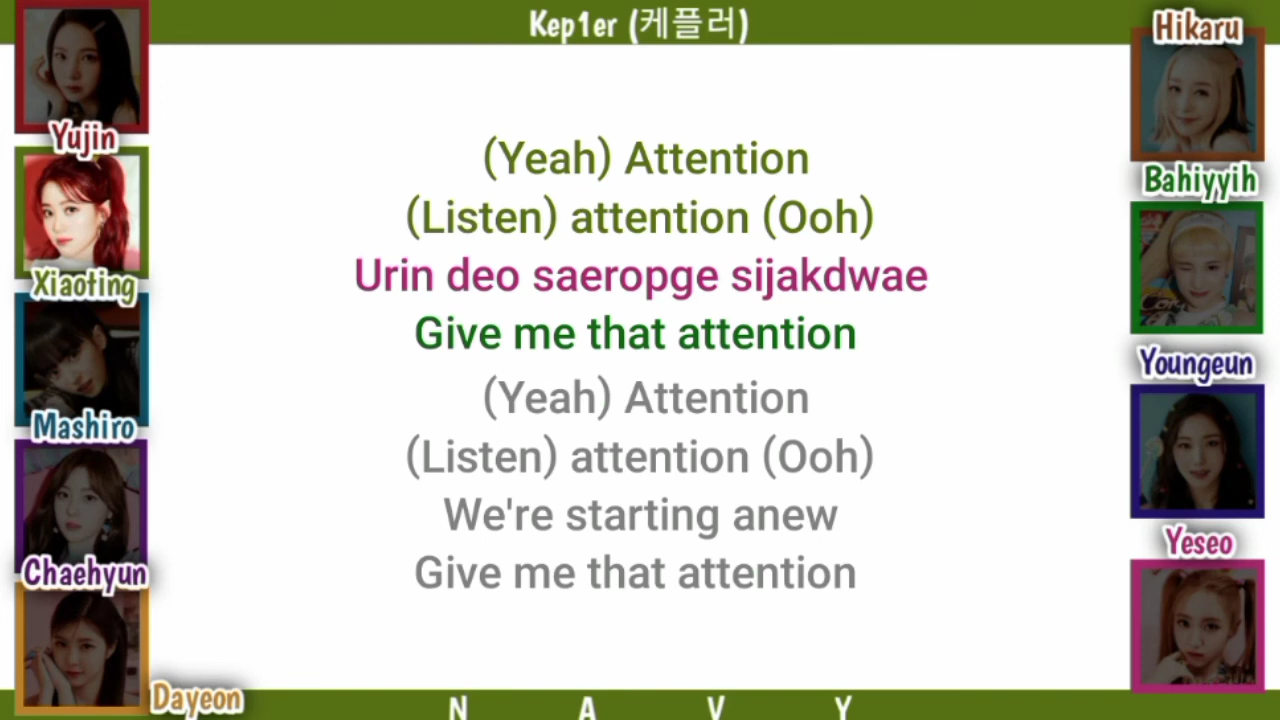 Kep1er (케플러)
Yujin
Xiaoting
Mashiro
Chaehyun
Dayeon
(Yeah) Attention
(Listen) attention (Ooh)
Urin deo saeropge sijakdwae
Give me that attention
(Yeah) Attention
(Listen) attention (Ooh)
We're starting anew
Give me that attention
Hikaru
Bahiyyih
Youngeun
Yeseo
N A V Y